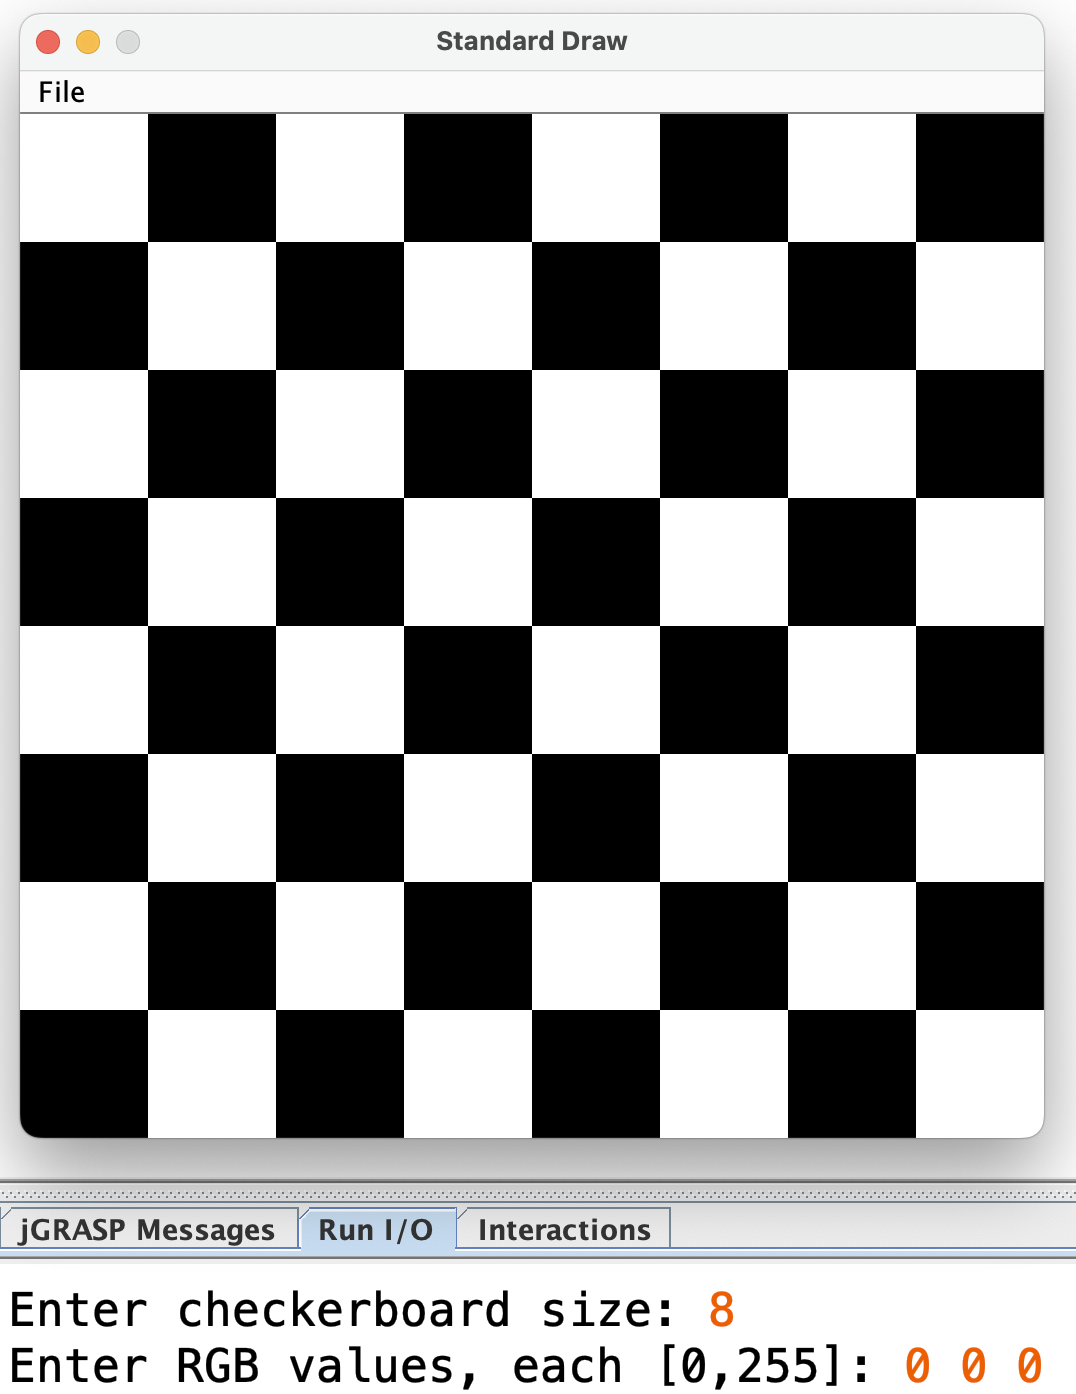 Standard Draw
File
jGRASP Messages Run I/O Interactions
Enter checkerboard size: 8
Enter RGB values, each [0,255]: 0 0 0